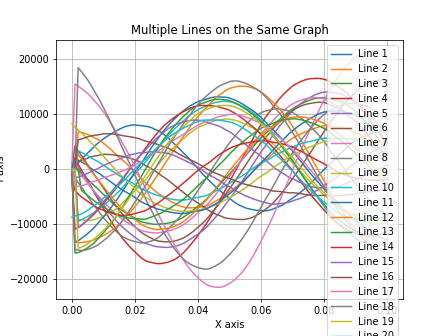 Multiple Lines on the Same Graph
20000
10000
0
−10000
−20000
0.00
0.02
0.04
0.06
0.08
X axis
Line 1
Line 2
Line 3
Line 4
Line 5
Line 6
Line 7
Line 8
Line 9
Line 10
Line 11
Line 12
Line 13
Line 14
Line 15
Line 16
Line 17
Line 18
Line 19
Line 20